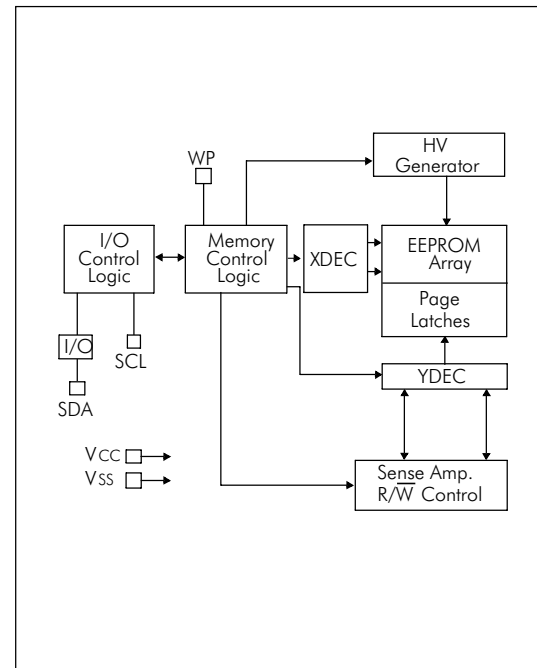 HV
Generator
WP
I/O
Control
Logic
Memory
Control
Logic
XDEC
EEPROM
Array
Page
Latches
I/O
SCL
SDA
YDEC
VCC
VSS
Sense Amp.
R/W̅ Control